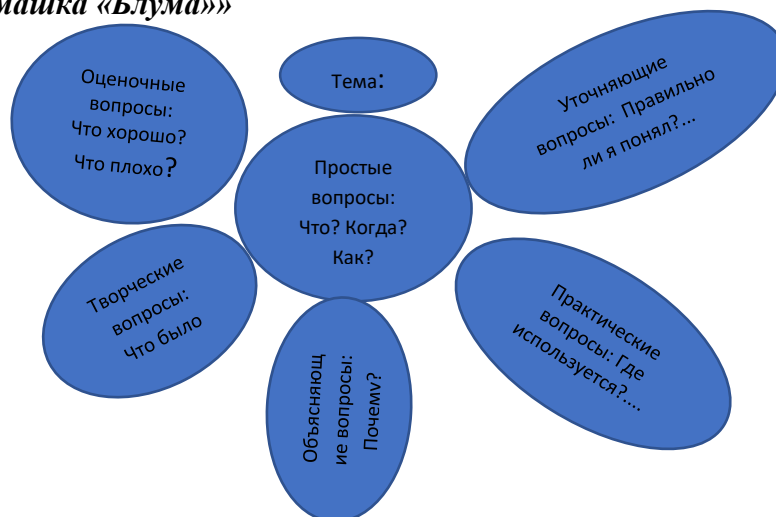 машка «Блума»»
Тема:
Оценочные
вопросы:
Что хорошо?
Что плохо?
Уточняющие
вопросы: Правильно
ли я понял?...
Простые
вопросы:
Что? Когда?
Как?
Творческие
вопросы:
Что было
Практические
вопросы: Где
используется?....
Объясняющ
ие вопросы:
Почему?